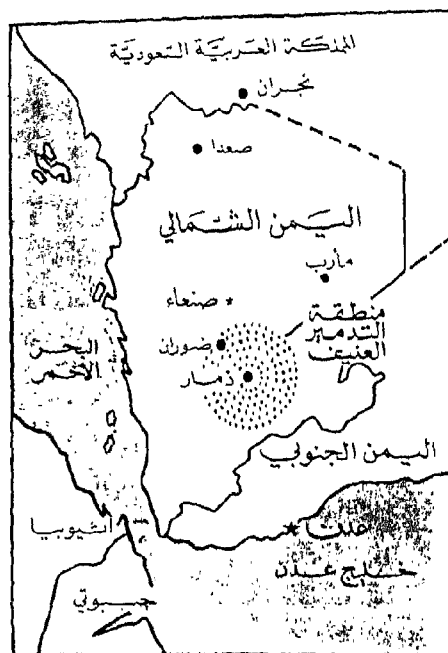 المملكة العربية السعودية
نجران
صعدا
اليمن الشمالي
مأرب
صنعاء
منطقة
التدمير
العنيف
ضوران
ذمار
البحر
الأحمر
اليمن الجنوبي
اثيوبيا
عدن
خليج عدن
جيبوتي